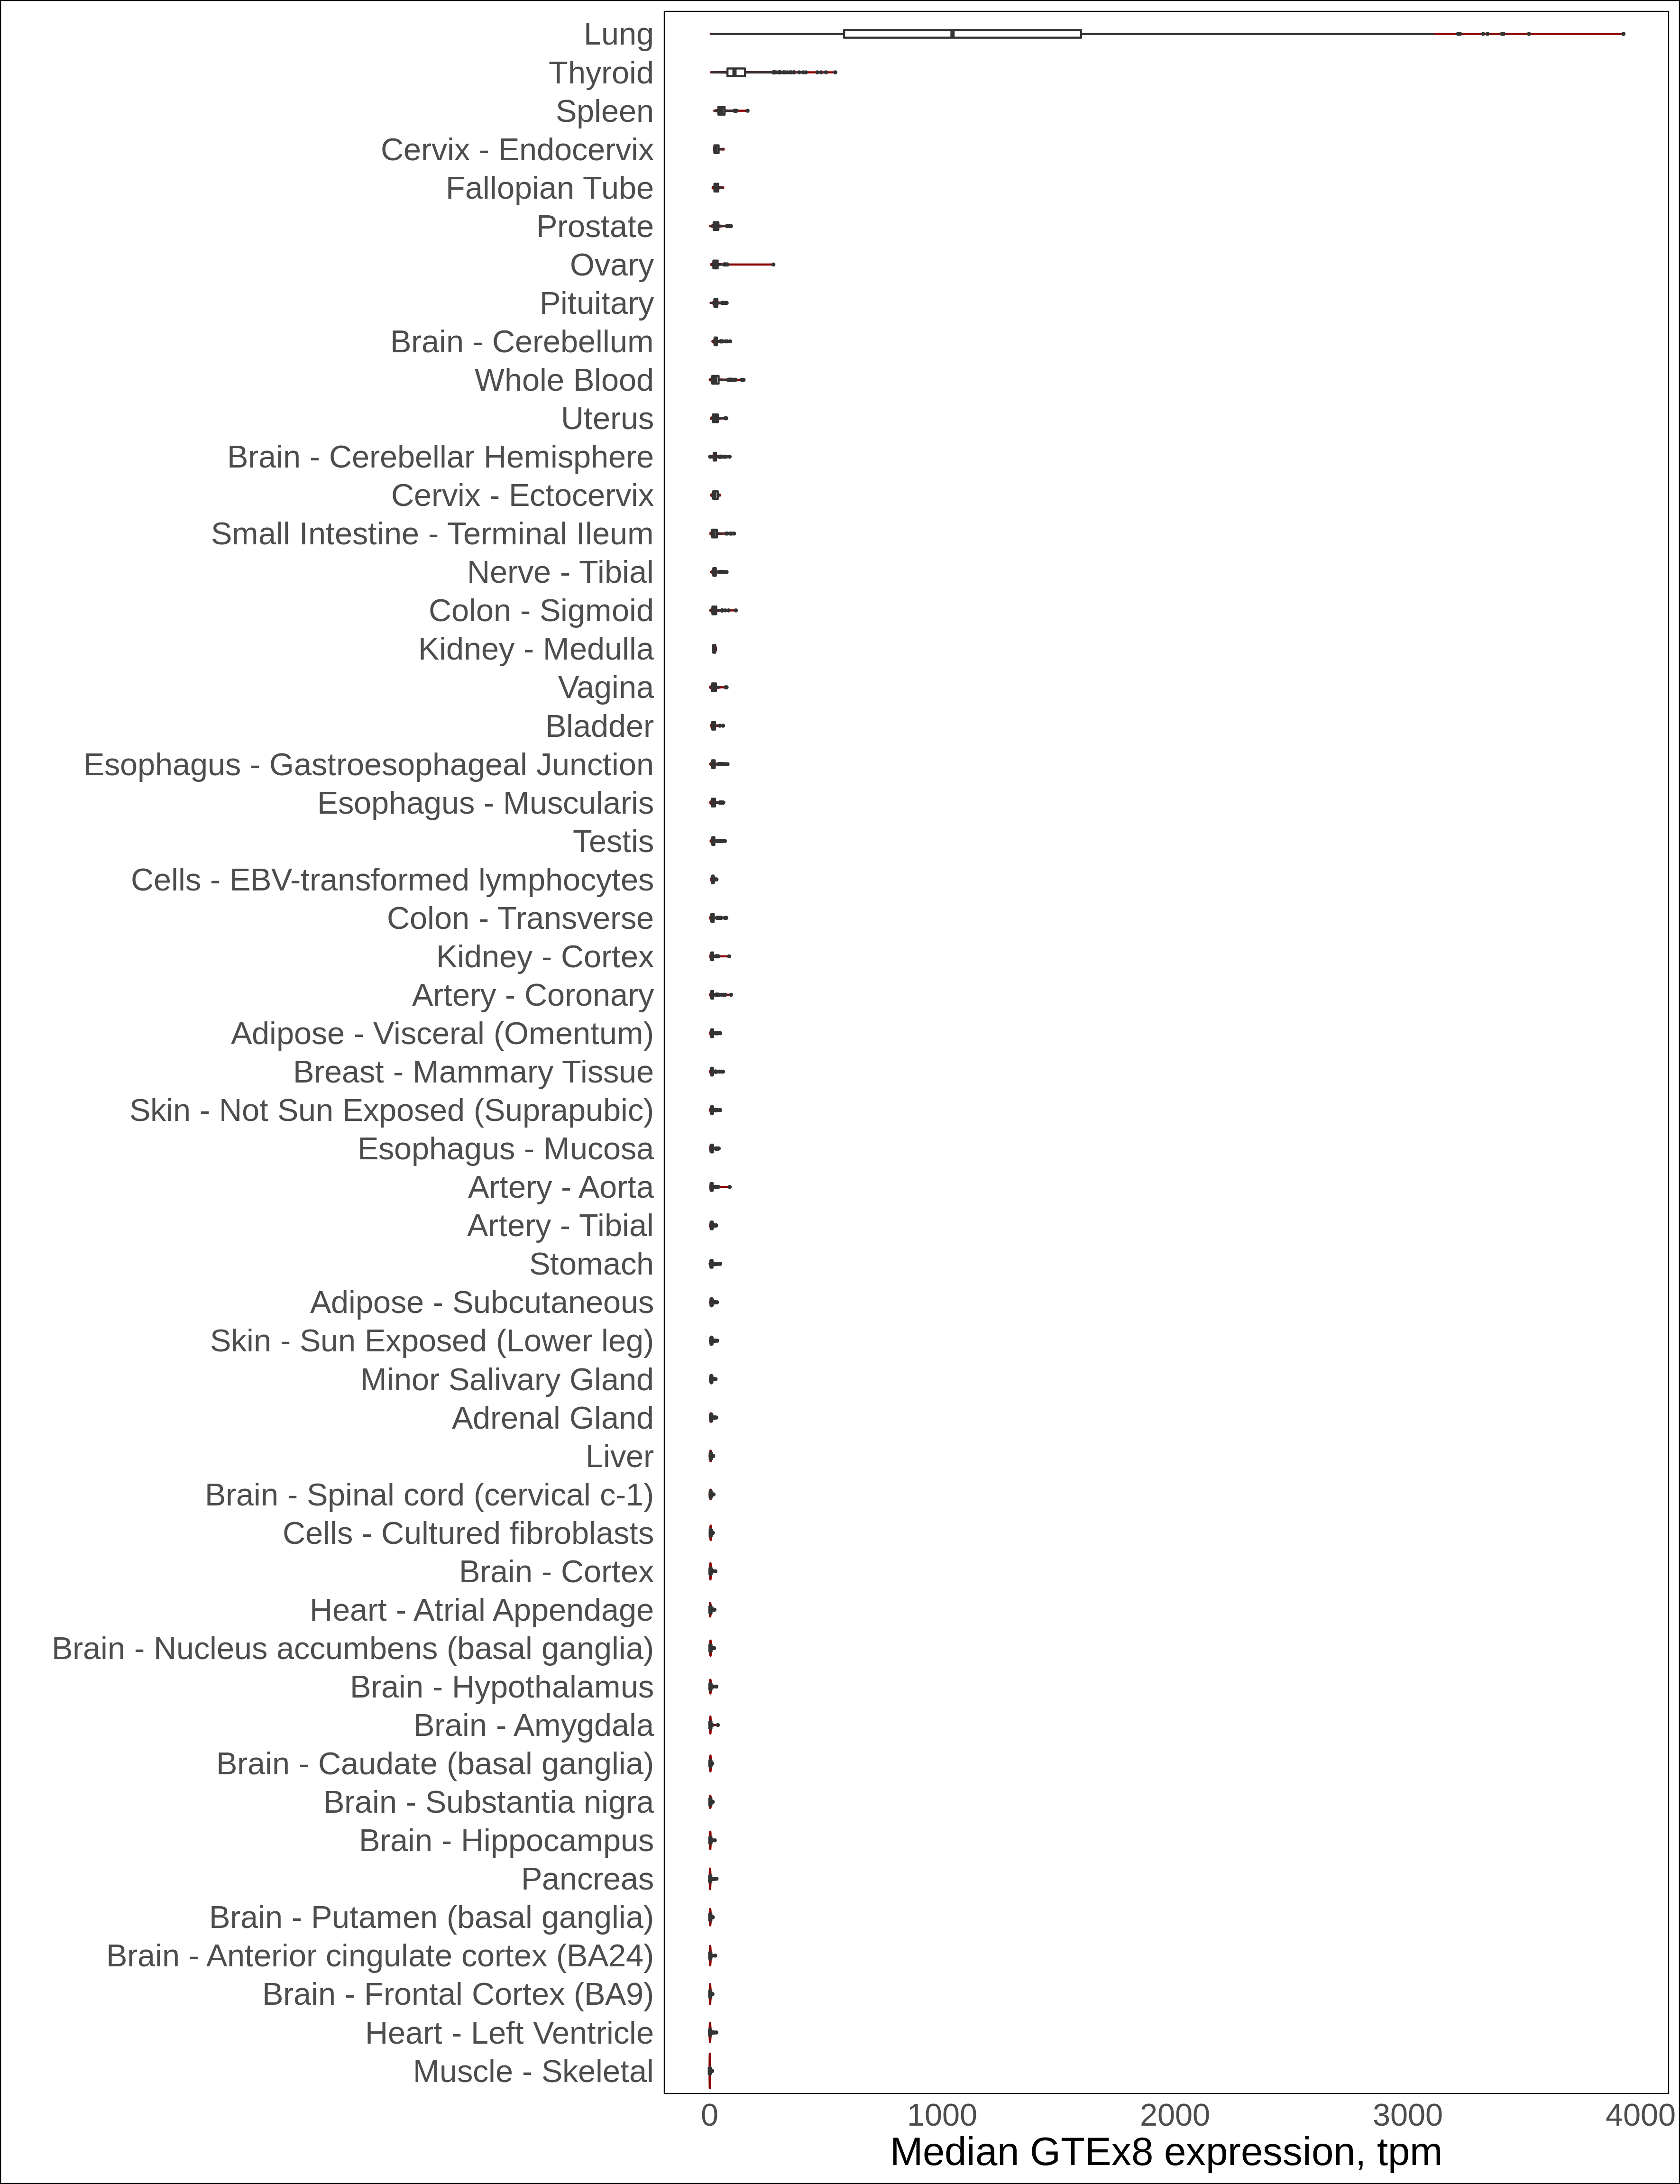 Lung
Thyroid
Spleen
Cervix - Endocervix
Fallopian Tube
Prostate
Ovary
Pituitary
Brain - Cerebellum
Whole Blood
Uterus
Brain - Cerebellar Hemisphere
Cervix - Ectocervix
Small Intestine - Terminal Ileum
Nerve - Tibial
Colon - Sigmoid
Kidney - Medulla
Vagina
Bladder
Esophagus - Gastroesophageal Junction
Esophagus - Muscularis
Testis
Cells - EBV-transformed lymphocytes
Colon - Transverse
Kidney - Cortex
Artery - Coronary
Adipose - Visceral (Omentum)
Breast - Mammary Tissue
Skin - Not Sun Exposed (Suprapubic)
Esophagus - Mucosa
Artery - Aorta
Artery - Tibial
Stomach
Adipose - Subcutaneous
Skin - Sun Exposed (Lower leg)
Minor Salivary Gland
Adrenal Gland
Liver
Brain - Spinal cord (cervical c-1)
Cells - Cultured fibroblasts
Brain - Cortex
Heart - Atrial Appendage
Brain - Nucleus accumbens (basal ganglia)
Brain - Hypothalamus
Brain - Amygdala
Brain - Caudate (basal ganglia)
Brain - Substantia nigra
Brain - Hippocampus
Pancreas
Brain - Putamen (basal ganglia)
Brain - Anterior cingulate cortex (BA24)
Brain - Frontal Cortex (BA9)
Heart - Left Ventricle
Muscle - Skeletal
0 1000 2000 3000 4000
Median GTEx8 expression, tpm